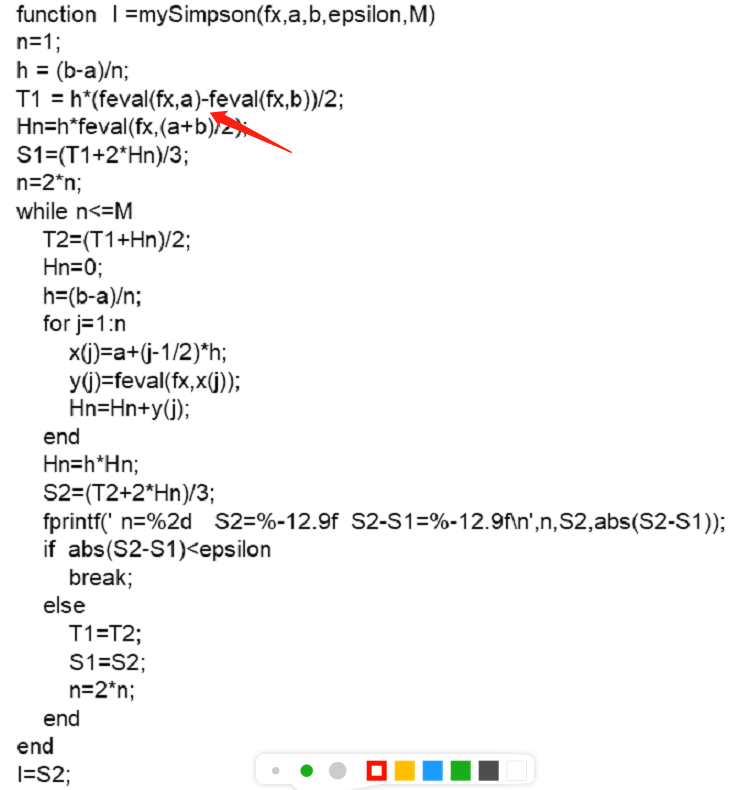 function I =mySimpson(fx,a,b,epsilon,M)
n=1;
h = (b-a)/n;
T1 = h*(feval(fx,a)-feval(fx,b))/2;
Hn=h*feval(fx,(a+b)/2);
S1=(T1+2*Hn)/3;
n=2*n;
while n<=M
T2=(T1+Hn)/2;
Hn=0;
h=(b-a)/n;
for j=1:n
x(j)=a+(j-1/2)*h;
y(j)=feval(fx,x(j));
Hn=Hn+y(j);
end
Hn=h*Hn;
S2=(T2+2*Hn)/3;
fprintf(' n=%2d   S2=%-12.9f  S2-S1=%-12.9f\n',n,S2,abs(S2-S1));
if abs(S2-S1)<epsilon
break;
else
T1=T2;
S1=S2;
n=2*n;
end
end
I=S2;